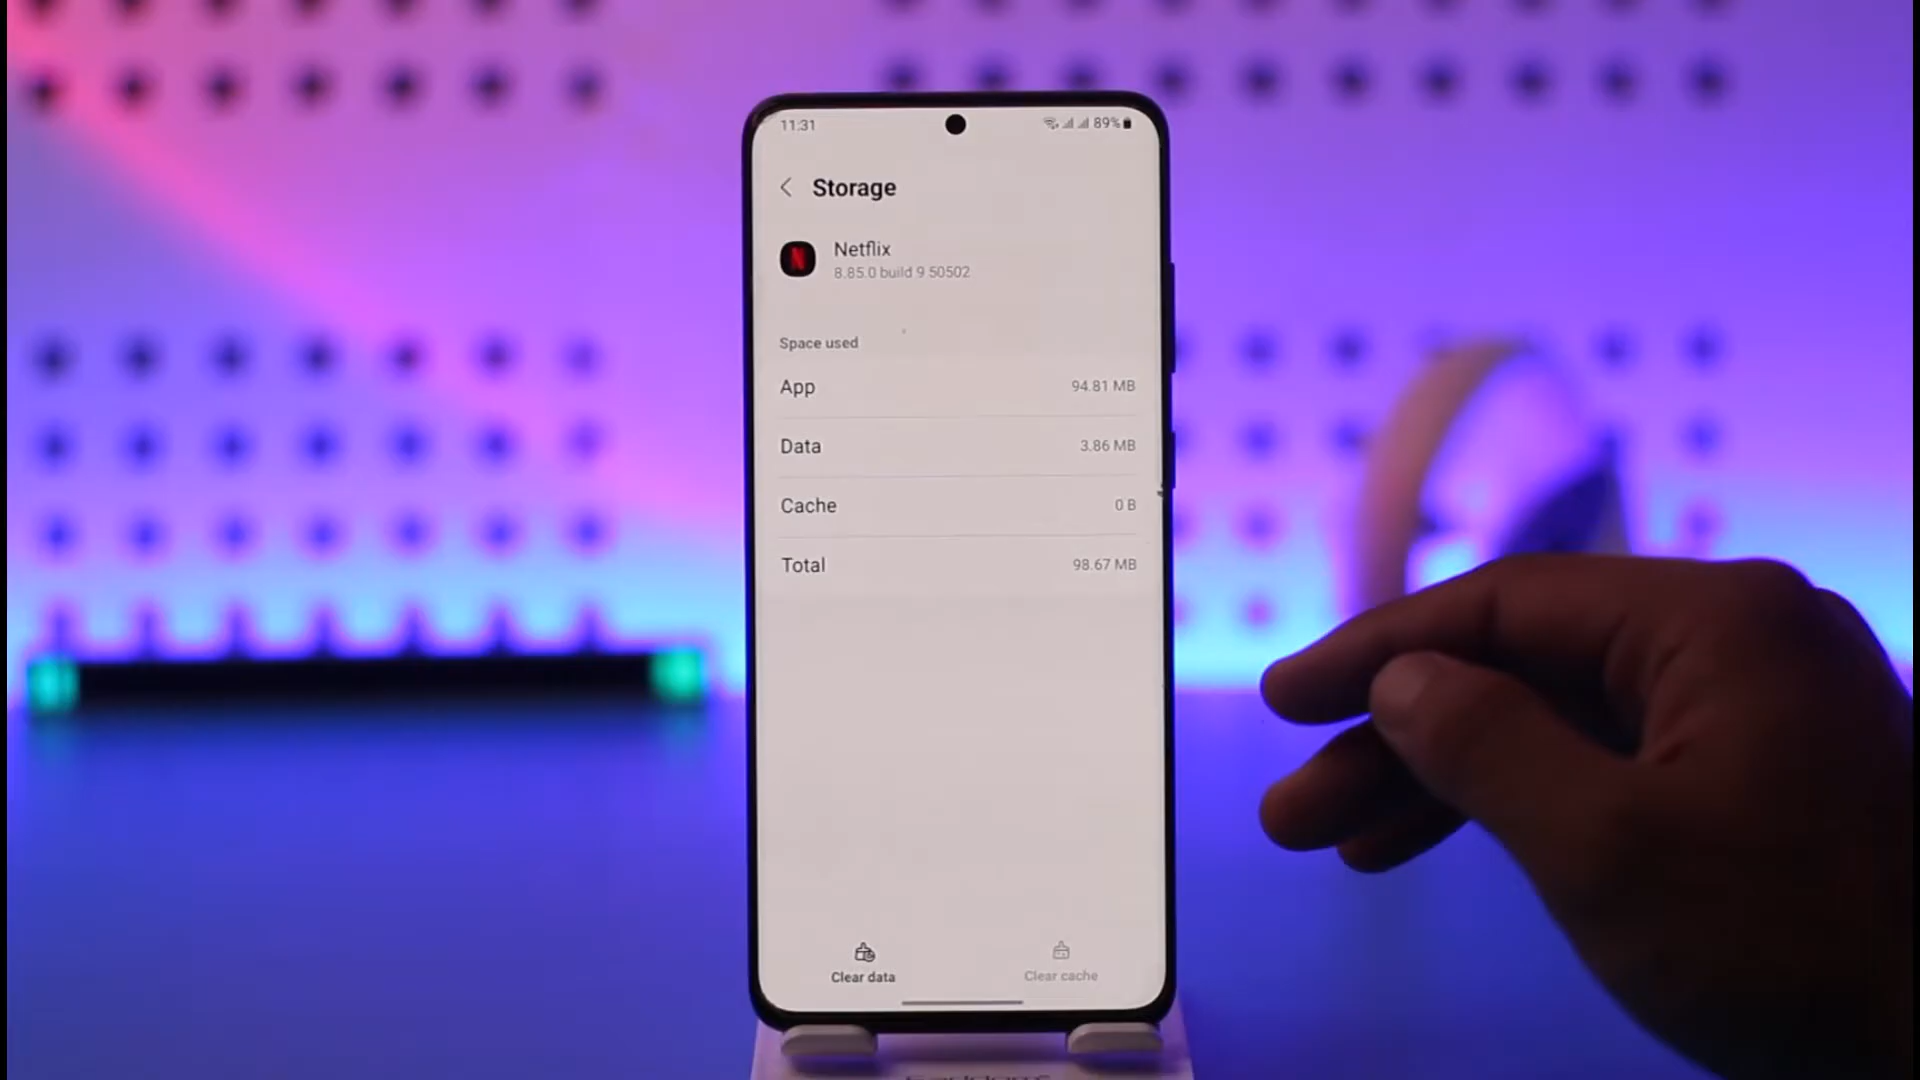 11:31
89%
Storage
Netflix
8.85.0 build 9 50502
Space used
App 94.81 MB
Data 3.86 MB
Cache 0 B
Total 98.67 MB
Clear data
Clear cache